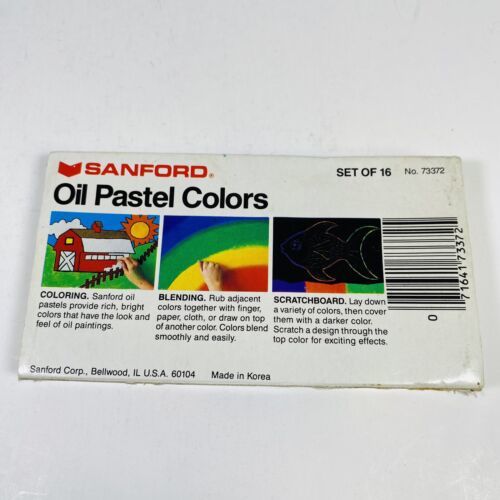 SANFORD®
SET OF 16 No. 73372
Oil Pastel Colors
COLORING. Sanford oil
pastels provide rich, bright
colors that have the look and
feel of oil paintings.
BLENDING. Rub adjacent
colors together with finger,
paper, cloth, or draw on top
of another color. Colors blend
smoothly and easily.
SCRATCHBOARD. Lay down
a variety of colors, then cover
them with a darker color.
Scratch a design through the
top color for exciting effects.
0 71641 73372
Sanford Corp., Bellwood, IL U.S.A. 60104 Made in Korea